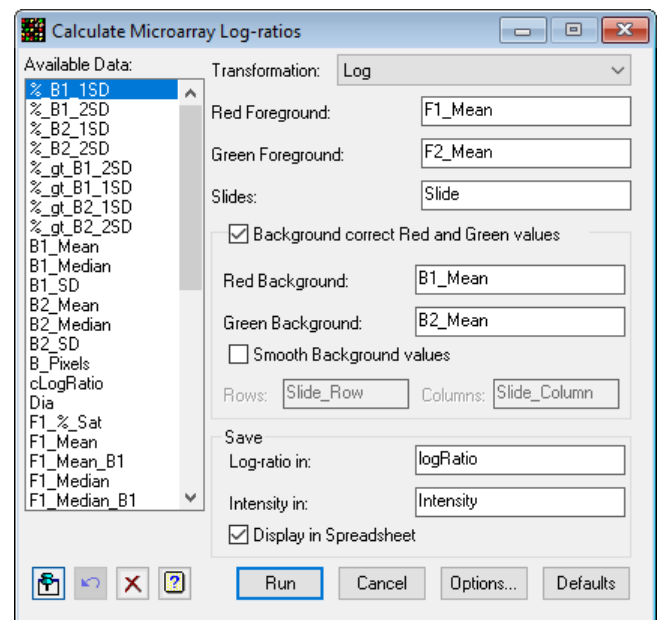 Calculate Microarray Log-ratios
Available Data:
%_B1_1SD
%_B1_2SD
%_B2_1SD
%_B2_2SD
%_gt_B1_2SD
%_gt_B1_1SD
%_gt_B2_1SD
%_gt_B2_2SD
B1_Mean
B1_Median
B1_SD
B2_Mean
B2_Median
B2_SD
B_Pixels
cLogRatio
Dia
F1_%_Sat
F1_Mean
F1_Mean_B1
F1_Median
F1_Median_B1
Transformation: Log
Red Foreground: F1_Mean
Green Foreground: F2_Mean
Slides: Slide
Background correct Red and Green values
Red Background: B1_Mean
Green Background: B2_Mean
Smooth Background values
Rows: Slide_Row Columns: Slide_Column
Save
Log-ratio in: logRatio
Intensity in: Intensity
Display in Spreadsheet
Run Cancel Options... Defaults